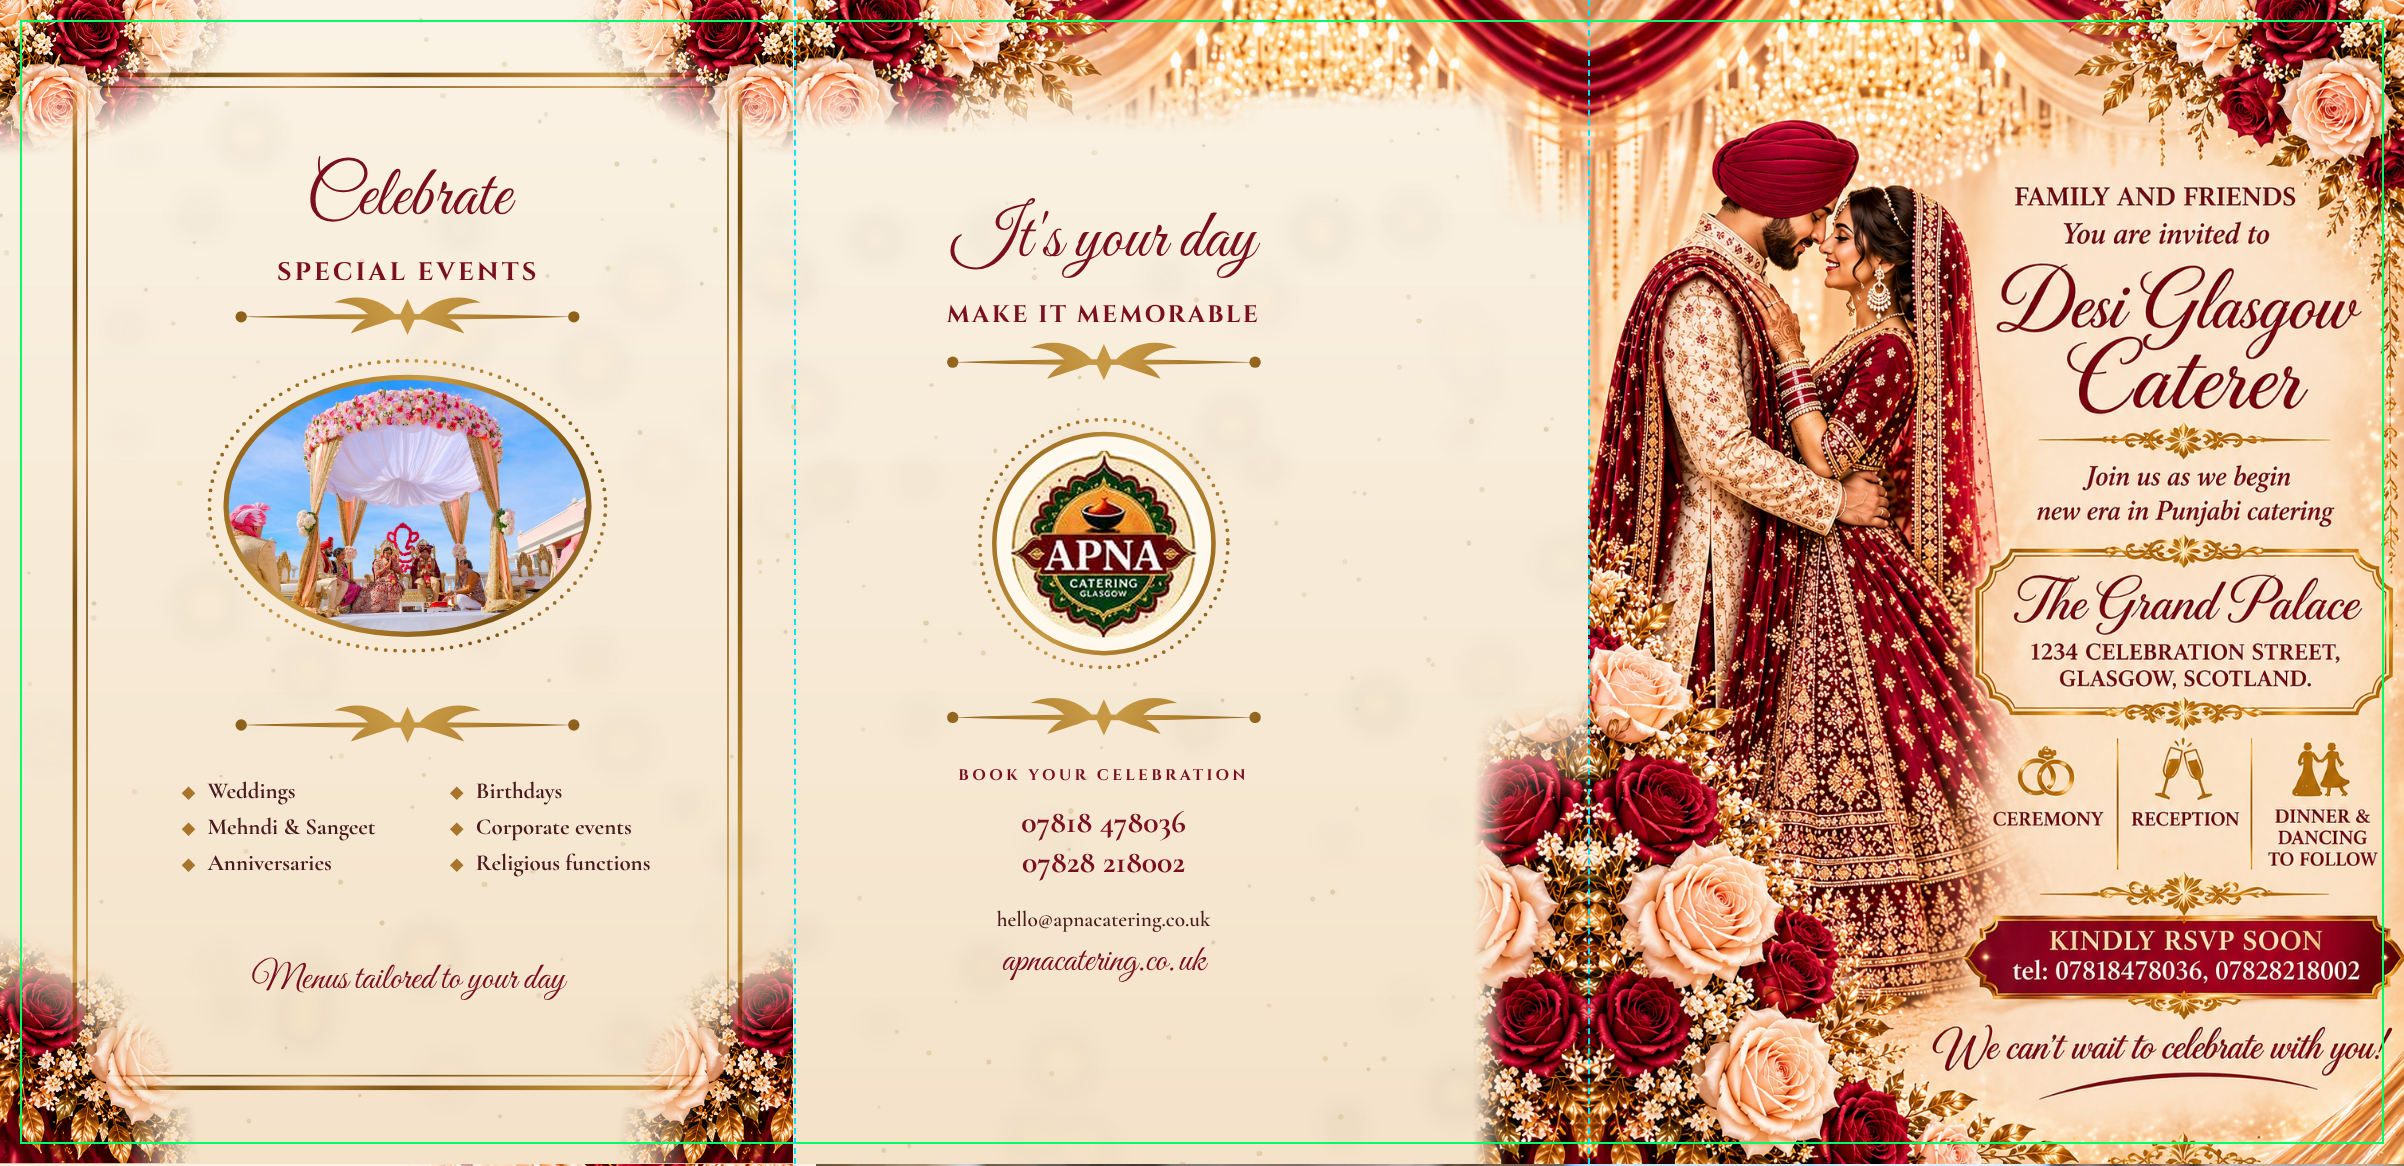 Celebrate
SPECIAL EVENTS
Weddings
Mehndi & Sangeet
Anniversaries
Birthdays
Corporate events
Religious functions
Menus tailored to your day
It's your day
MAKE IT MEMORABLE
APNA
CATERING
GLASGOW
BOOK YOUR CELEBRATION
07818 478036
07828 218002
hello@apnacatering.co.uk
apnacatering.co.uk
FAMILY AND FRIENDS
You are invited to
Desi Glasgow
Caterer
Join us as we begin
new era in Punjabi catering
The Grand Palace
1234 CELEBRATION STREET,
GLASGOW, SCOTLAND.
CEREMONY
RECEPTION
DINNER &
DANCING
TO FOLLOW
KINDLY RSVP SOON
tel: 07818478036, 07828218002
We can't wait to celebrate with you!